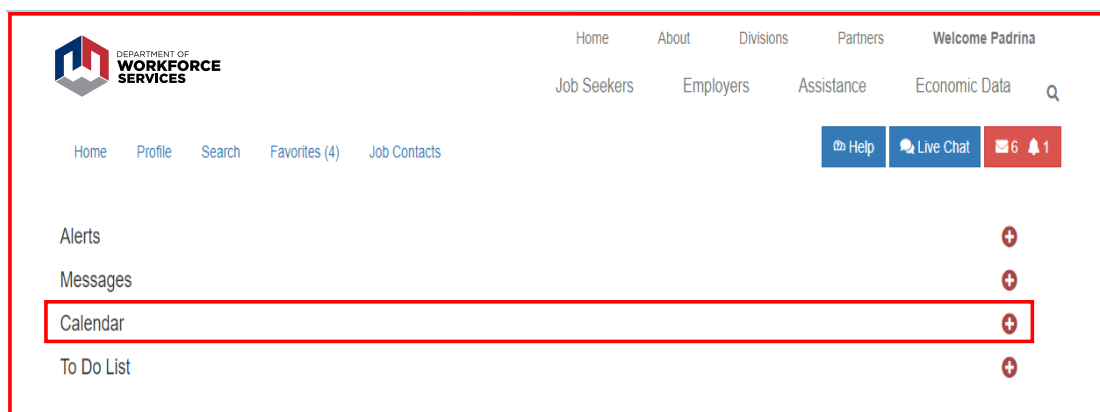 Home About Divisions Partners Welcome Padrina
DEPARTMENT OF
WORKFORCE
SERVICES
Job Seekers Employers Assistance Economic Data
Home Profile Search Favorites (4) Job Contacts Help Live Chat 6 1
Alerts
Messages
Calendar
To Do List